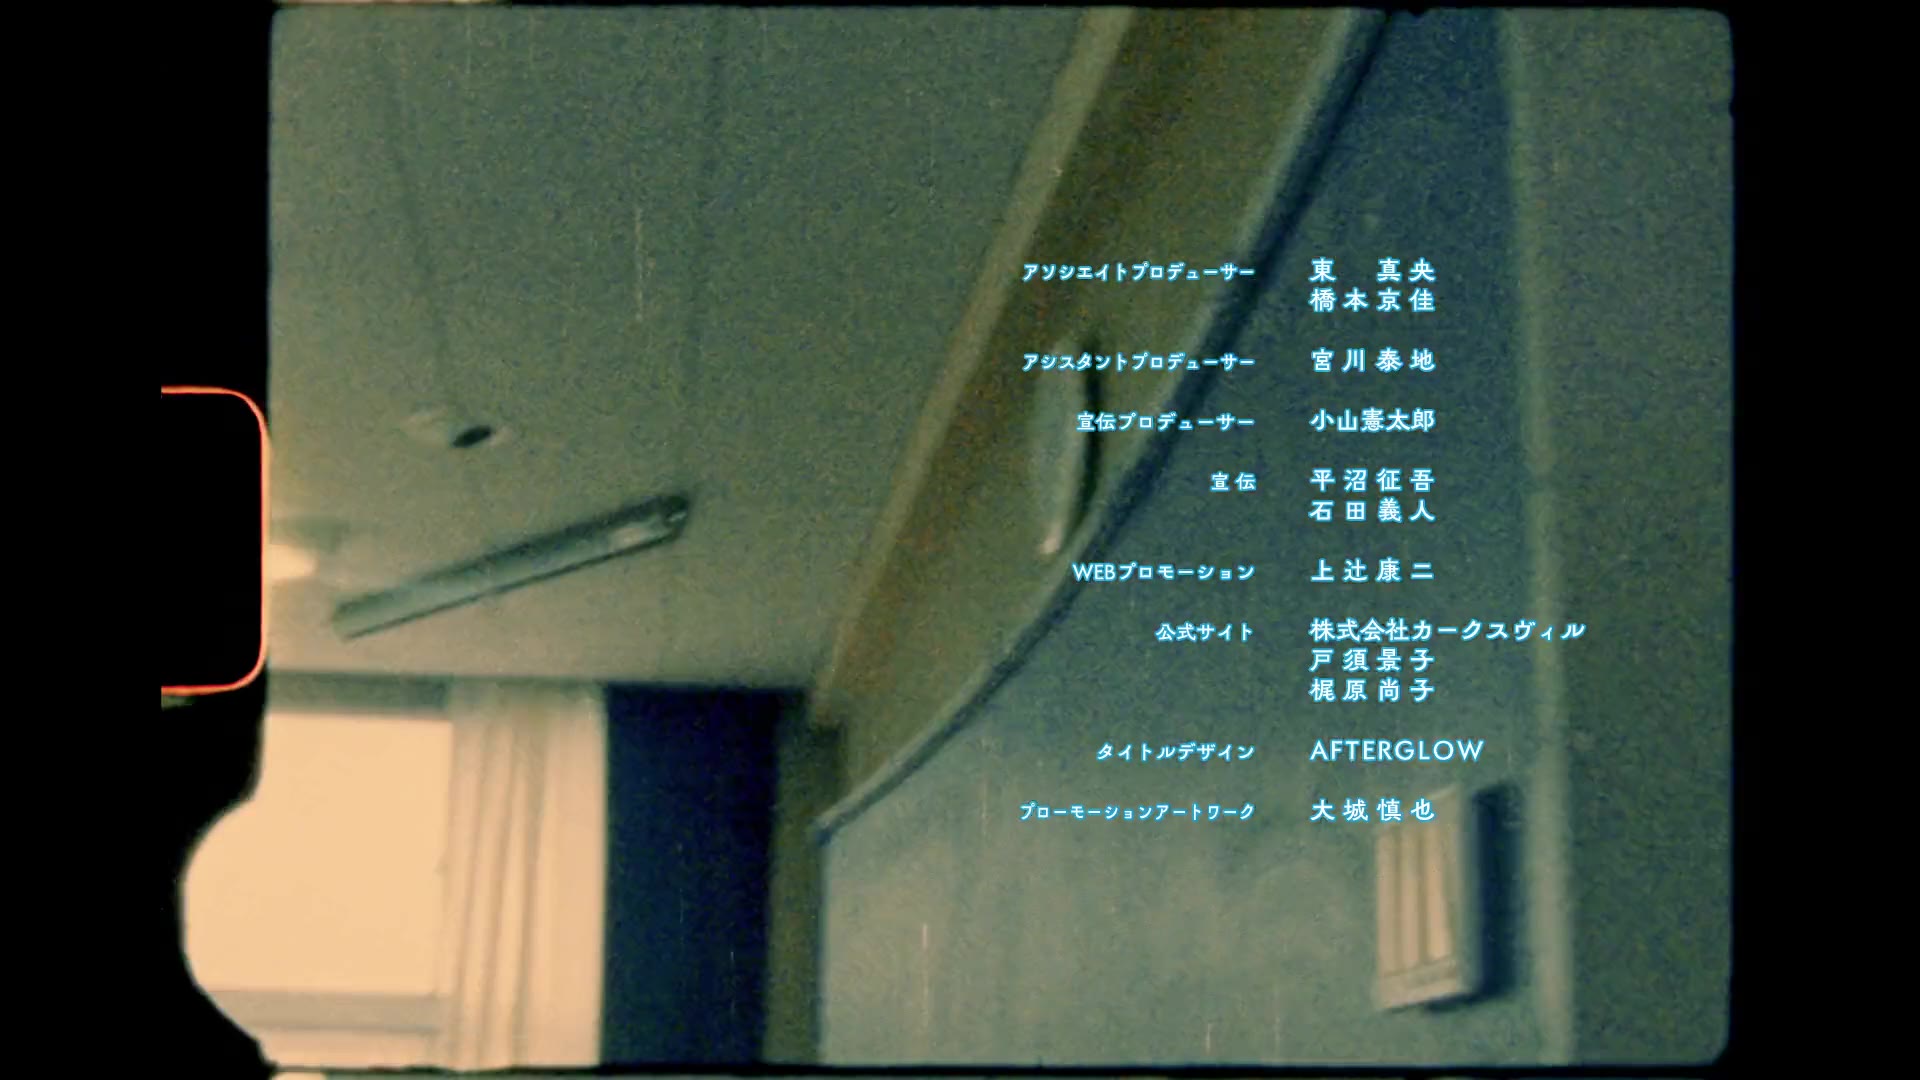 アソシエイトプロデューサー 東 真央
橋本京佳
アシスタントプロデューサー 宮川泰地
宣伝プロデューサー 小山憲太郎
宣伝 平沼征吾
石田義人
WEBプロモーション 上辻康二
公式サイト 株式会社カークスヴィル
戸須景子
梶原尚子
タイトルデザイン AFTERGLOW
プローモーションアートワーク 大城慎也